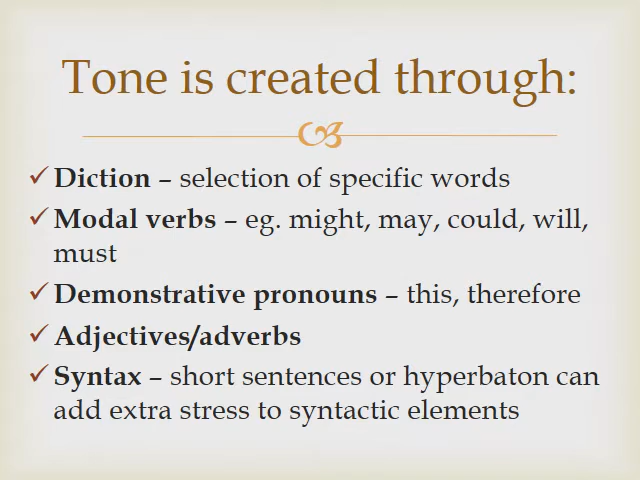 Tone is created through:
Diction – selection of specific words
Modal verbs – eg. might, may, could, will,
must
Demonstrative pronouns – this, therefore
Adjectives/adverbs
Syntax – short sentences or hyperbaton can
add extra stress to syntactic elements